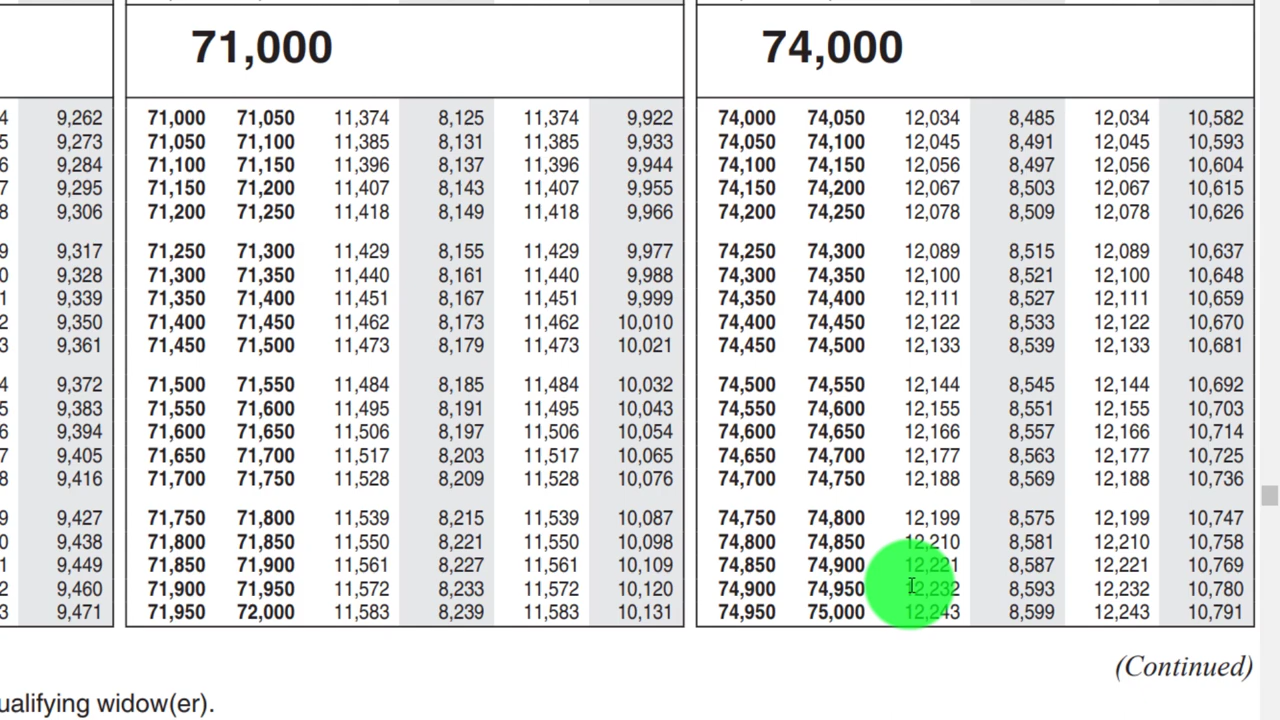 71,000 74,000
4 9,262 71,000 71,050 11,374 8,125 11,374 9,922 74,000 74,050 12,034 8,485 12,034 10,582
5 9,273 71,050 71,100 11,385 8,131 11,385 9,933 74,050 74,100 12,045 8,491 12,045 10,593
6 9,284 71,100 71,150 11,396 8,137 11,396 9,944 74,100 74,150 12,056 8,497 12,056 10,604
7 9,295 71,150 71,200 11,407 8,143 11,407 9,955 74,150 74,200 12,067 8,503 12,067 10,615
8 9,306 71,200 71,250 11,418 8,149 11,418 9,966 74,200 74,250 12,078 8,509 12,078 10,626
9 9,317 71,250 71,300 11,429 8,155 11,429 9,977 74,250 74,300 12,089 8,515 12,089 10,637
0 9,328 71,300 71,350 11,440 8,161 11,440 9,988 74,300 74,350 12,100 8,521 12,100 10,648
1 9,339 71,350 71,400 11,451 8,167 11,451 9,999 74,350 74,400 12,111 8,527 12,111 10,659
2 9,350 71,400 71,450 11,462 8,173 11,462 10,010 74,400 74,450 12,122 8,533 12,122 10,670
3 9,361 71,450 71,500 11,473 8,179 11,473 10,021 74,450 74,500 12,133 8,539 12,133 10,681
4 9,372 71,500 71,550 11,484 8,185 11,484 10,032 74,500 74,550 12,144 8,545 12,144 10,692
5 9,383 71,550 71,600 11,495 8,191 11,495 10,043 74,550 74,600 12,155 8,551 12,155 10,703
6 9,394 71,600 71,650 11,506 8,197 11,506 10,054 74,600 74,650 12,166 8,557 12,166 10,714
7 9,405 71,650 71,700 11,517 8,203 11,517 10,065 74,650 74,700 12,177 8,563 12,177 10,725
8 9,416 71,700 71,750 11,528 8,209 11,528 10,076 74,700 74,750 12,188 8,569 12,188 10,736
9 9,427 71,750 71,800 11,539 8,215 11,539 10,087 74,750 74,800 12,199 8,575 12,199 10,747
0 9,438 71,800 71,850 11,550 8,221 11,550 10,098 74,800 74,850 12,210 8,581 12,210 10,758
1 9,449 71,850 71,900 11,561 8,227 11,561 10,109 74,850 74,900 12,221 8,587 12,221 10,769
2 9,460 71,900 71,950 11,572 8,233 11,572 10,120 74,900 74,950 12,232 8,593 12,232 10,780
3 9,471 71,950 72,000 11,583 8,239 11,583 10,131 74,950 75,000 12,243 8,599 12,243 10,791
(Continued)
ualifying widow(er).